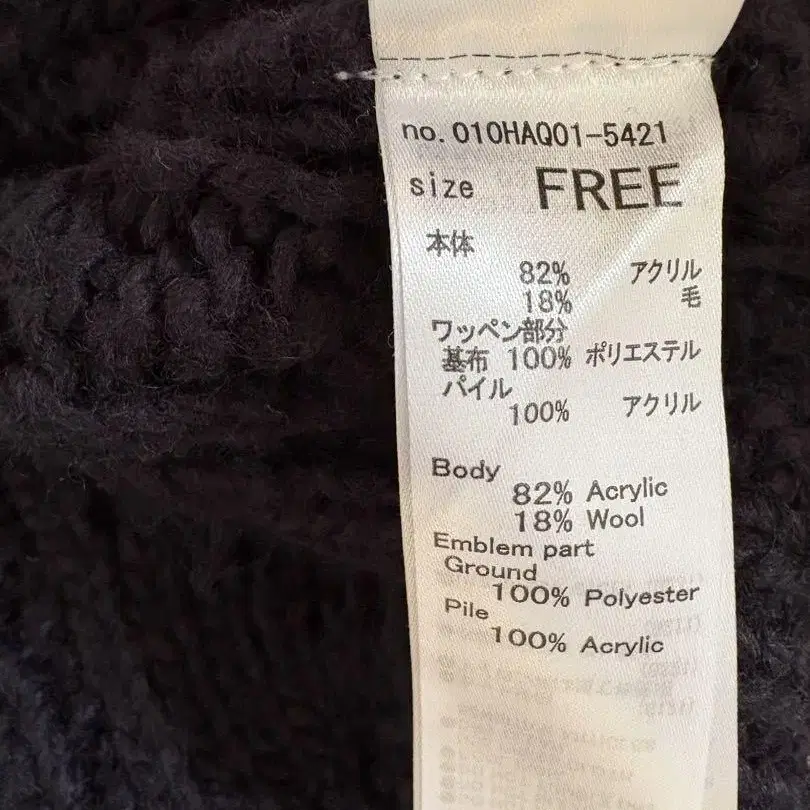 no. 010HAQ01-5421
size FREE
本体
82% アクリル
18% 毛
ワッペン部分
基布 100% ポリエステル
パイル
100% アクリル
Body
82% Acrylic
18% Wool
Emblem part
Ground
100% Polyester
Pile
100% Acrylic